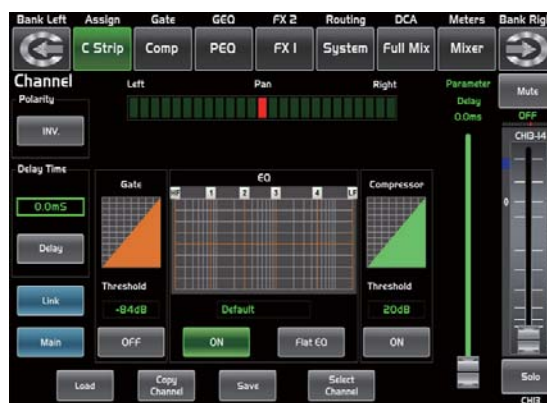 Bank Left Assign Gate GEQ FX 2 Routing DCA Meters Bank Rig
C Strip Comp PEQ FX 1 System Full Mix Mixer
Channel Left Pan Right Parameter Mute
Polarity Delay
0.0ms OFF
INV. CH13-14
Delay Time
Gate EQ Compressor
0.0mS HF 1 2 3 4 LF 0
Delay
Threshold Threshold
Link -84dB Default 20dB
Main OFF ON Flat EQ ON
Load Copy Channel Save Select Channel Solo
CH13